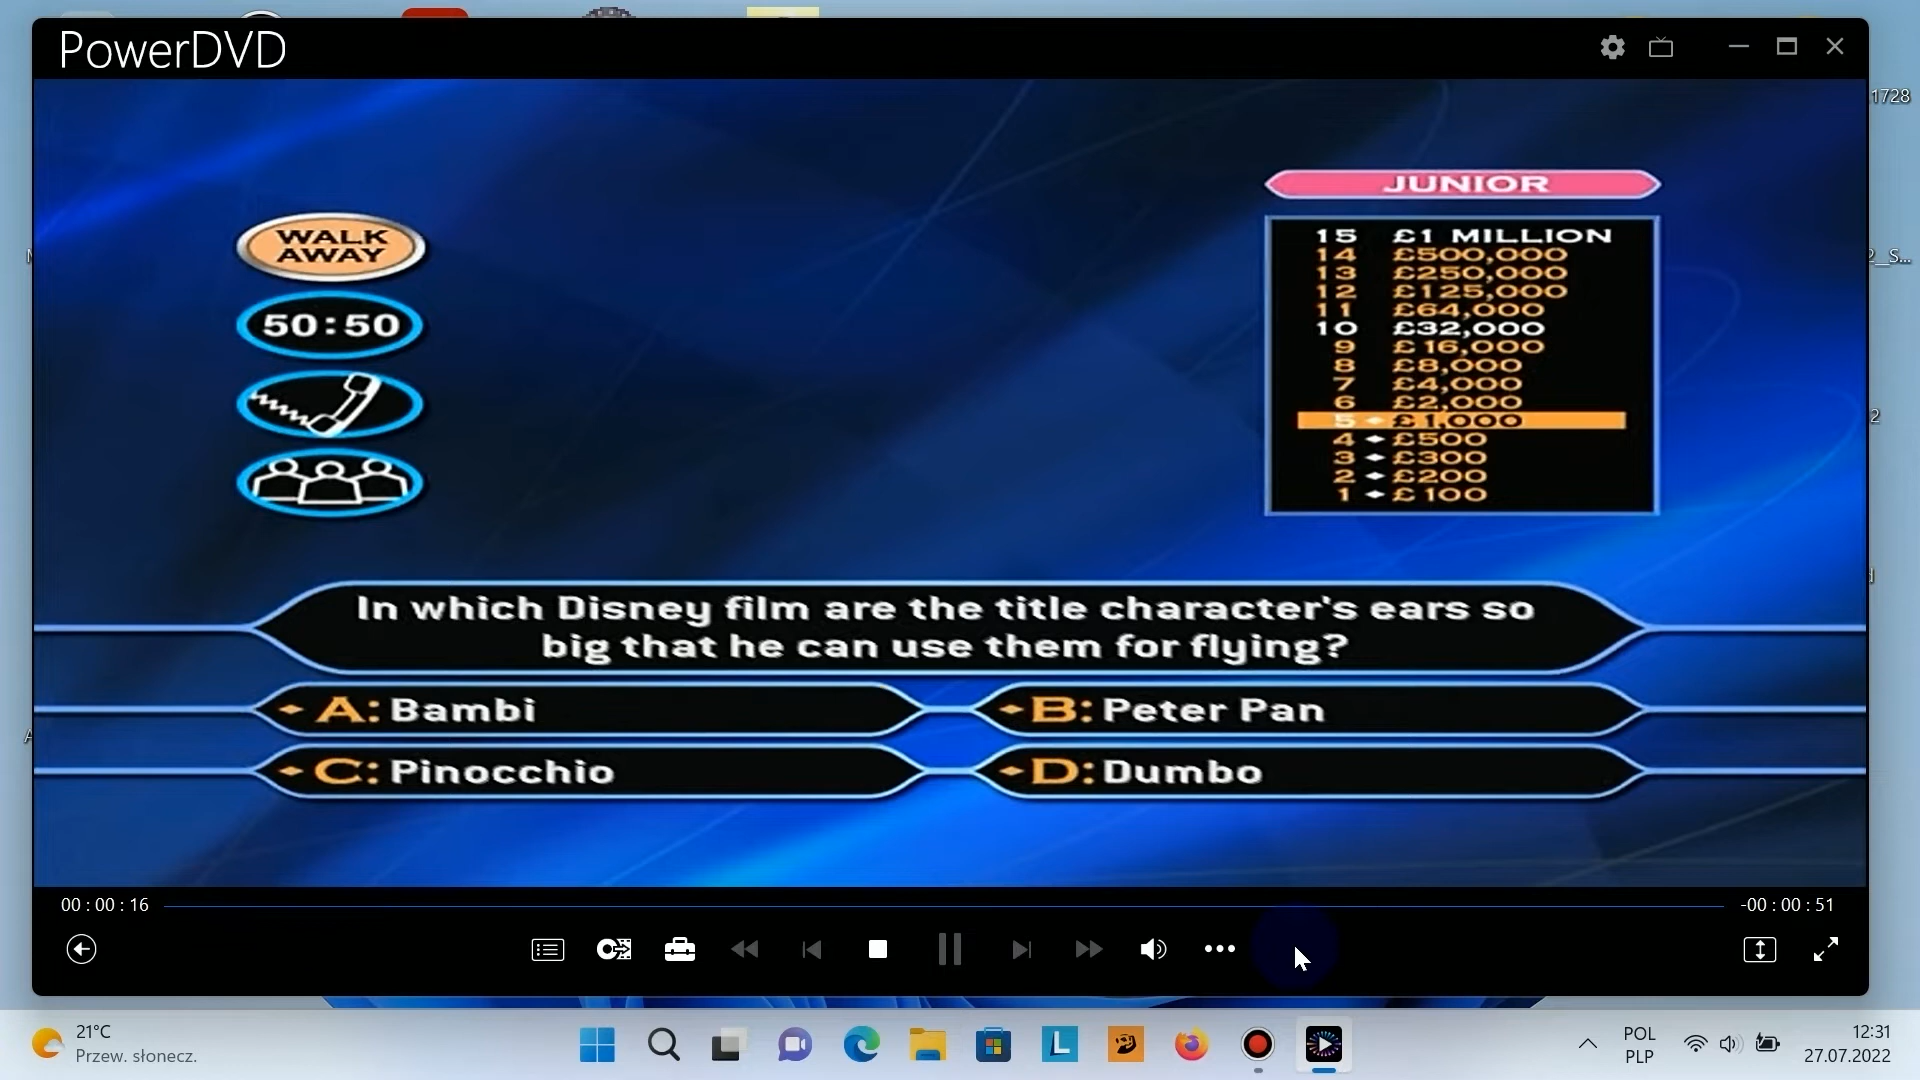 PowerDVD
1728
JUNIOR
WALK
AWAY
50:50
15 £1 MILLION
14 £500,000
13 £250,000
12 £125,000
11 £64,000
10 £32,000
9 £16,000
8 £8,000
7 £4,000
6 £2,000
5 £1,000
4 £500
3 £300
2 £200
1 £100
In which Disney film are the title character's ears so
big that he can use them for flying?
A: Bambi
B: Peter Pan
C: Pinocchio
D: Dumbo
00 : 00 : 16
-00 : 00 : 51
21°C
Przew. słonecz.
POL
PLP
12:31
27.07.2022